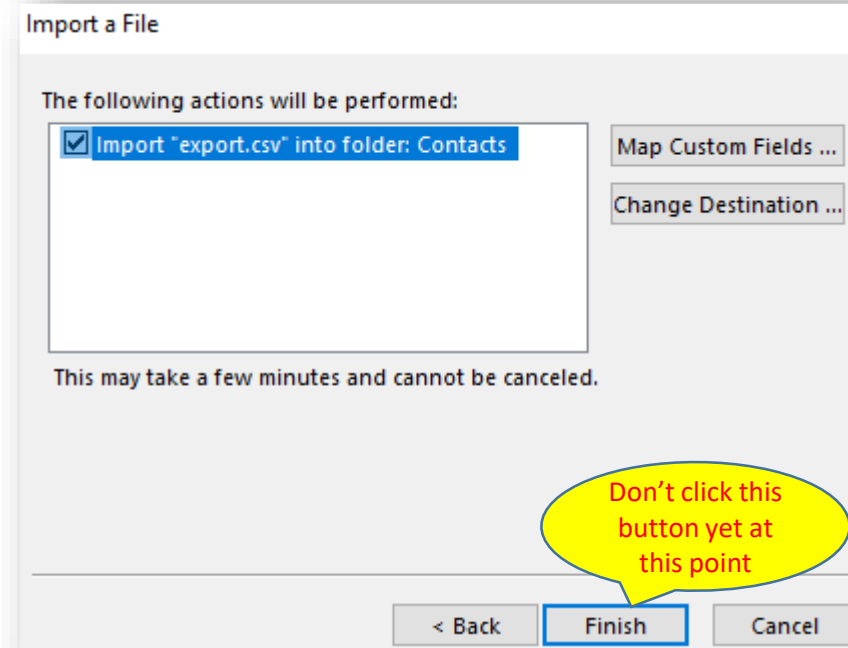 Import a File
The following actions will be performed:
Import "export.csv" into folder: Contacts
Map Custom Fields ...
Change Destination ...
This may take a few minutes and cannot be canceled.
Don’t click this
button yet at
this point
< Back
Finish
Cancel